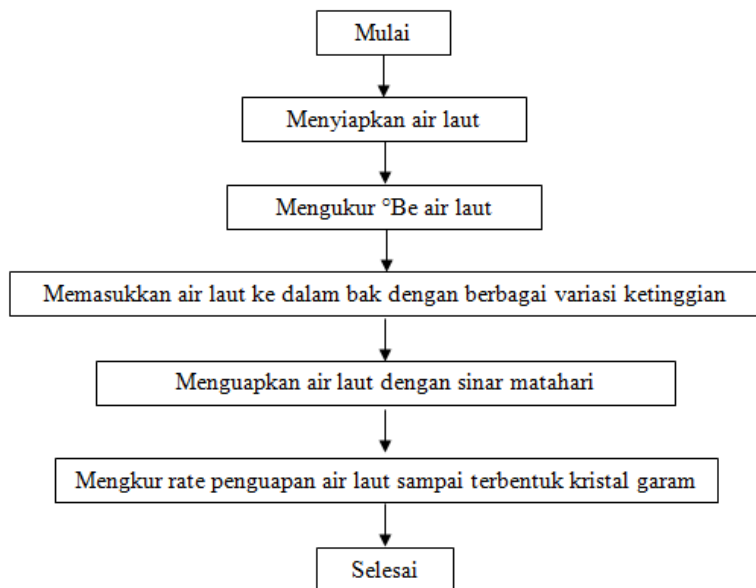 Mulai
Menyiapkan air laut
Mengukur °Be air laut
Memasukkan air laut ke dalam bak dengan berbagai variasi ketinggian
Menguapkan air laut dengan sinar matahari
Mengkur rate penguapan air laut sampai terbentuk kristal garam
Selesai